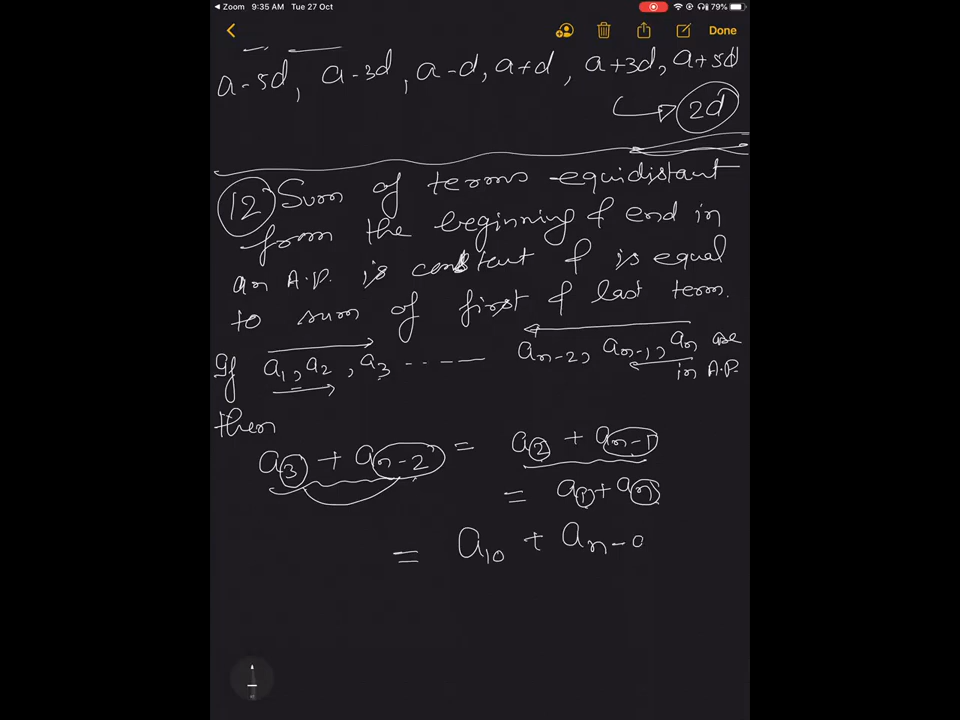 Zoom 9:35 AM Tue 27 Oct 79%
Done
a-5d, a-3d, a-d, a+d, a+3d, a+5d
2d
12 Sum of terms equidistant
from the beginning & end in
an A.P. is constant & is equal
to sum of first & last term.
If a₁, a₂, a₃ ------ aₙ₋₂, aₙ₋₁, aₙ are
in A.P.
then
a₃ + aₙ₋₂ = a₂ + aₙ₋₁
= a₁ + aₙ
= a₁₀ + aₙ₋